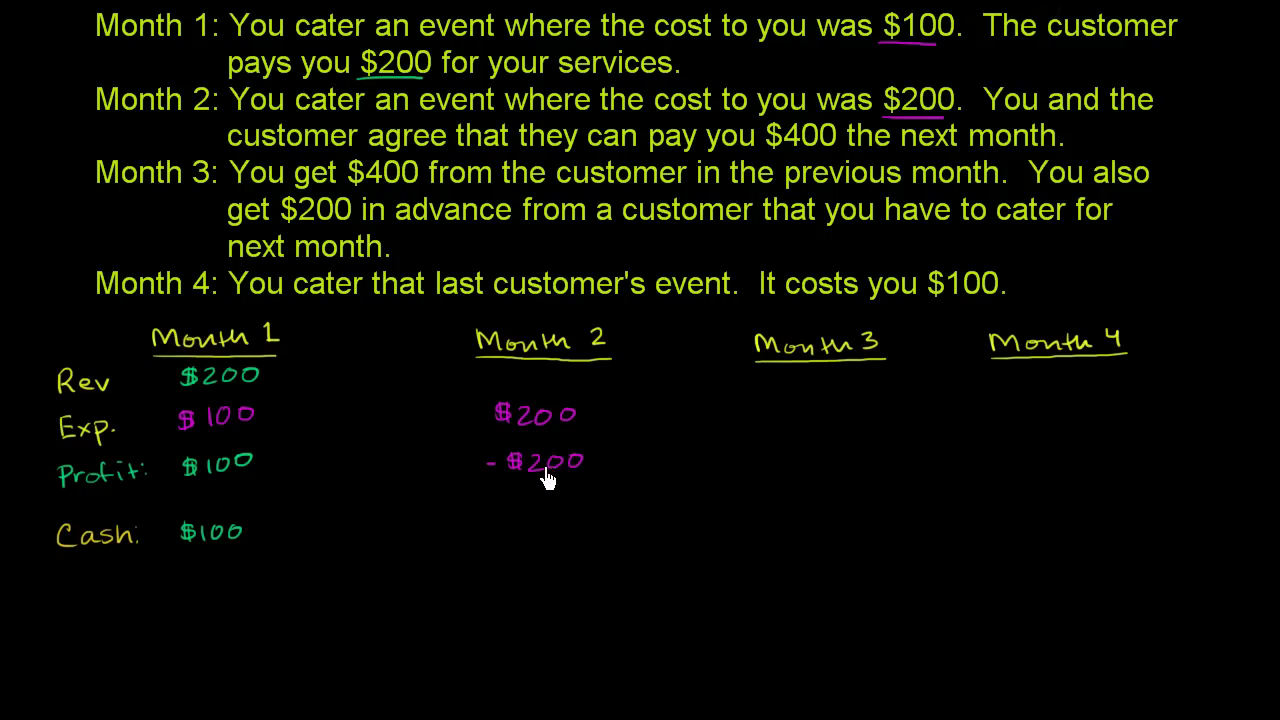 Month 1: You cater an event where the cost to you was $100. The customer
pays you $200 for your services.
Month 2: You cater an event where the cost to you was $200. You and the
customer agree that they can pay you $400 the next month.
Month 3: You get $400 from the customer in the previous month. You also
get $200 in advance from a customer that you have to cater for
next month.
Month 4: You cater that last customer's event. It costs you $100.
Month 1 Month 2 Month 3 Month 4
Rev $200
Exp. $100 $200
Profit: $100 - $200
Cash: $100